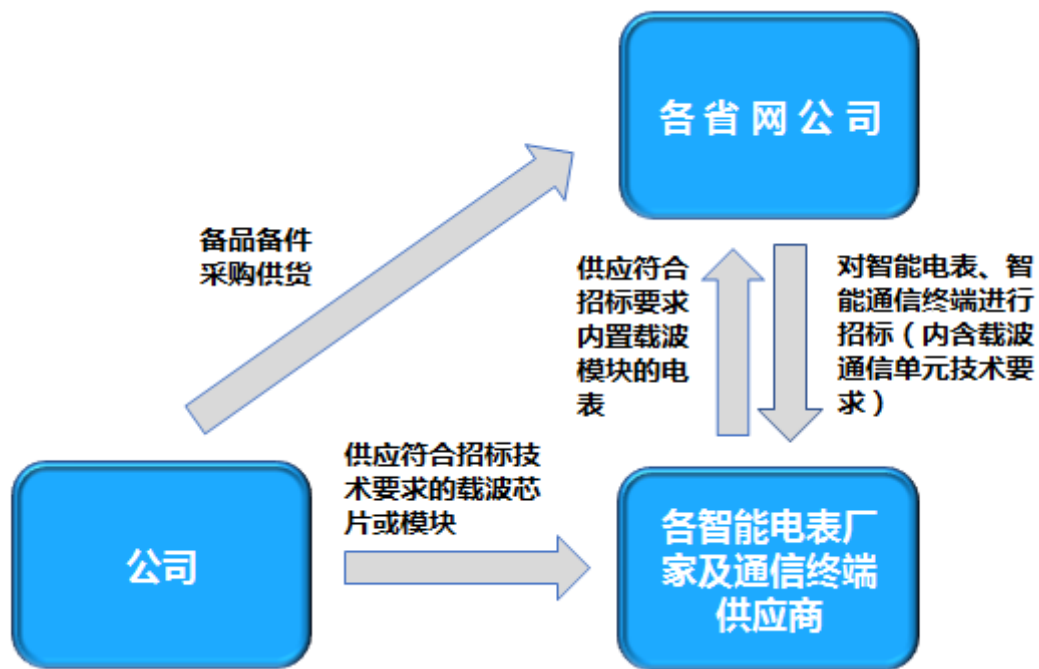 各省网公司
备品备件
采购供货
供应符合
招标要求
内置载波
模块的电
表
对智能电表、智
能通信终端进行
招标（内含载波
通信单元技术要
求）
供应符合招标技
术要求的载波芯
片或模块
公司
各智能电表厂
家及通信终端
供应商